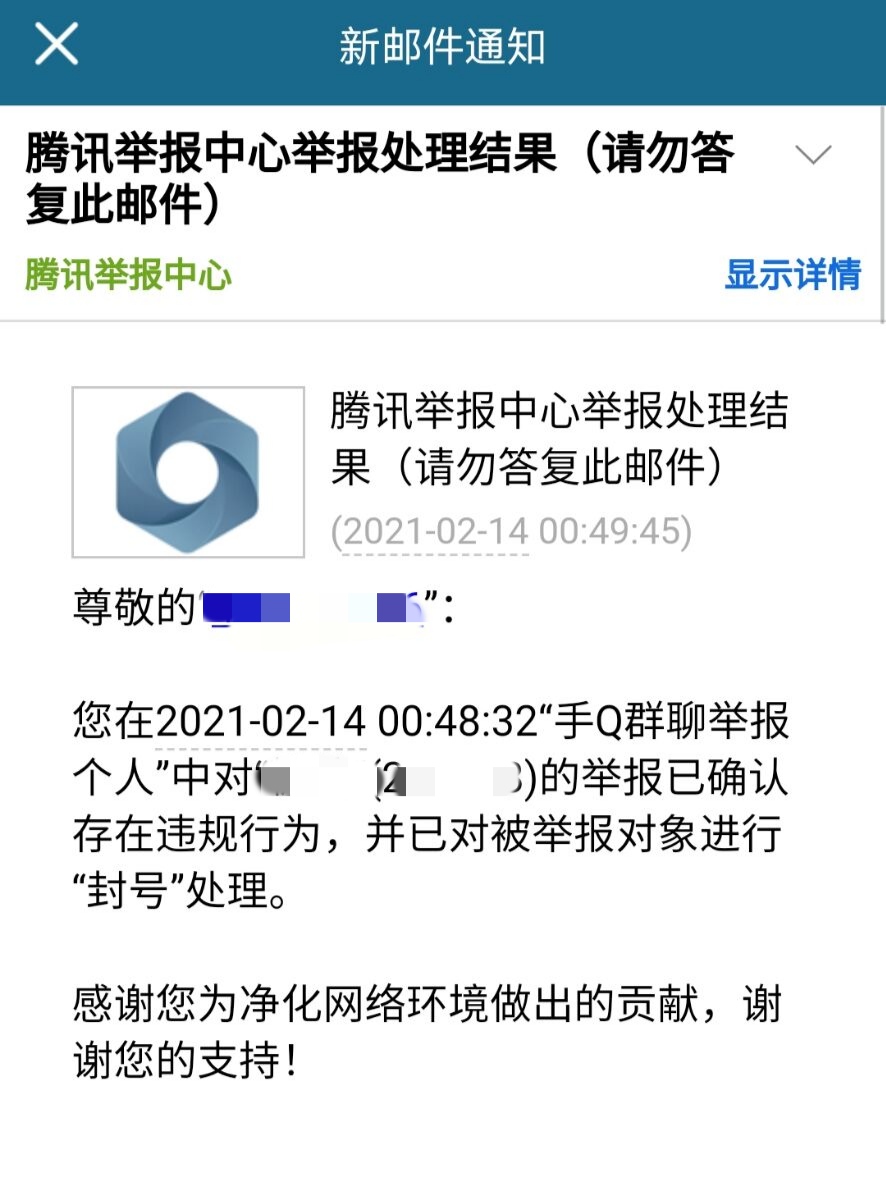 新邮件通知
腾讯举报中心举报处理结果（请勿答
复此邮件）
腾讯举报中心
显示详情
腾讯举报中心举报处理结
果（请勿答复此邮件）
(2021-02-14 00:49:45)
尊敬的“”：
您在2021-02-14 00:48:32“手Q群聊举报
个人”中对“()的举报已确认
存在违规行为，并已对被举报对象进行
“封号”处理。
感谢您为净化网络环境做出的贡献，谢
谢您的支持！